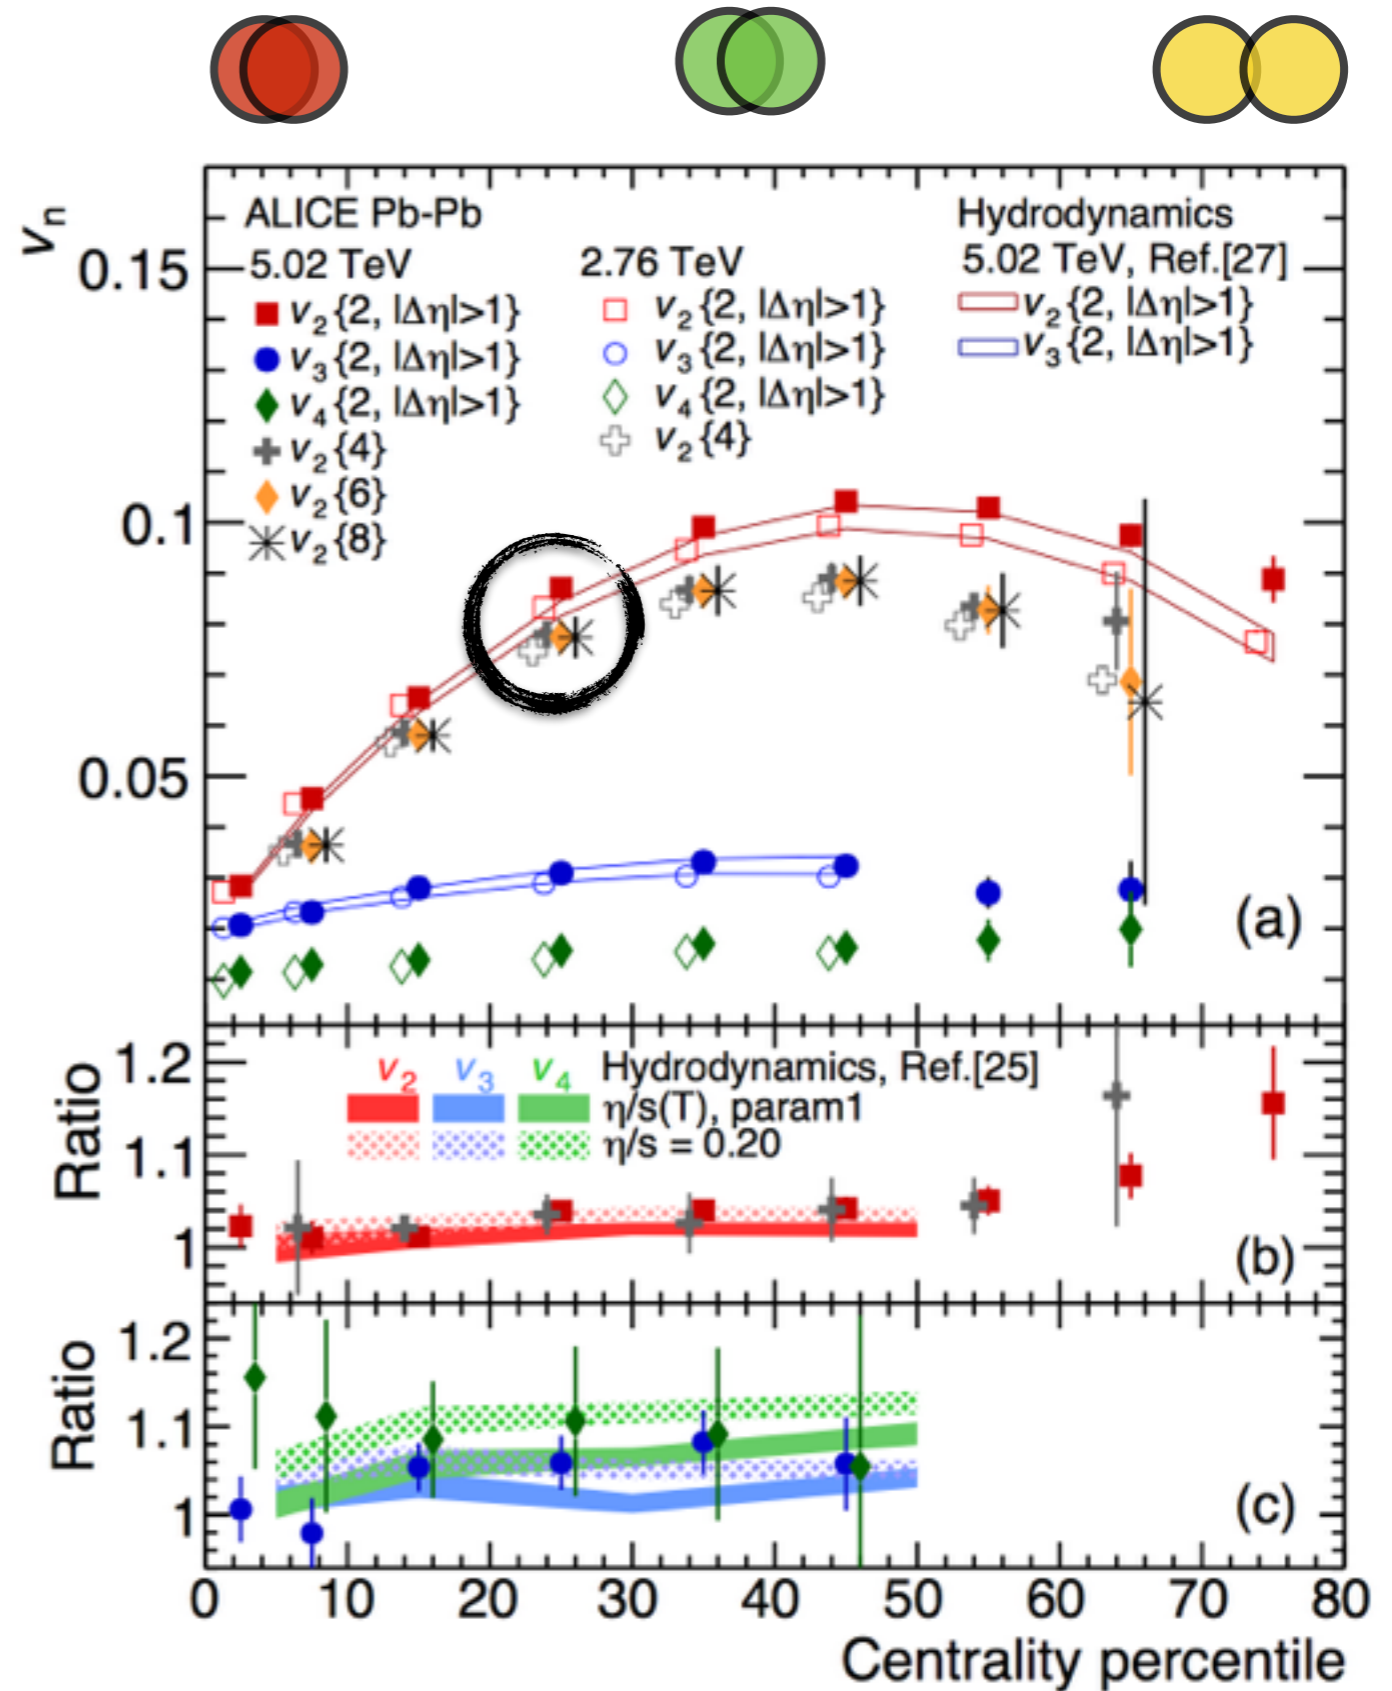 vn
ALICE Pb-Pb
5.02 TeV
v2{2, |Δη|>1}
v3{2, |Δη|>1}
v4{2, |Δη|>1}
v2{4}
v2{6}
v2{8}
2.76 TeV
v2{2, |Δη|>1}
v3{2, |Δη|>1}
v4{2, |Δη|>1}
v2{4}
Hydrodynamics
5.02 TeV, Ref.[27]
v2{2, |Δη|>1}
v3{2, |Δη|>1}
0.15
0.1
0.05
(a)
Ratio
1.2
1.1
1
v2 v3 v4 Hydrodynamics, Ref.[25]
η/s(T), param1
η/s = 0.20
(b)
Ratio
1.2
1.1
1
(c)
0 10 20 30 40 50 60 70 80
Centrality percentile